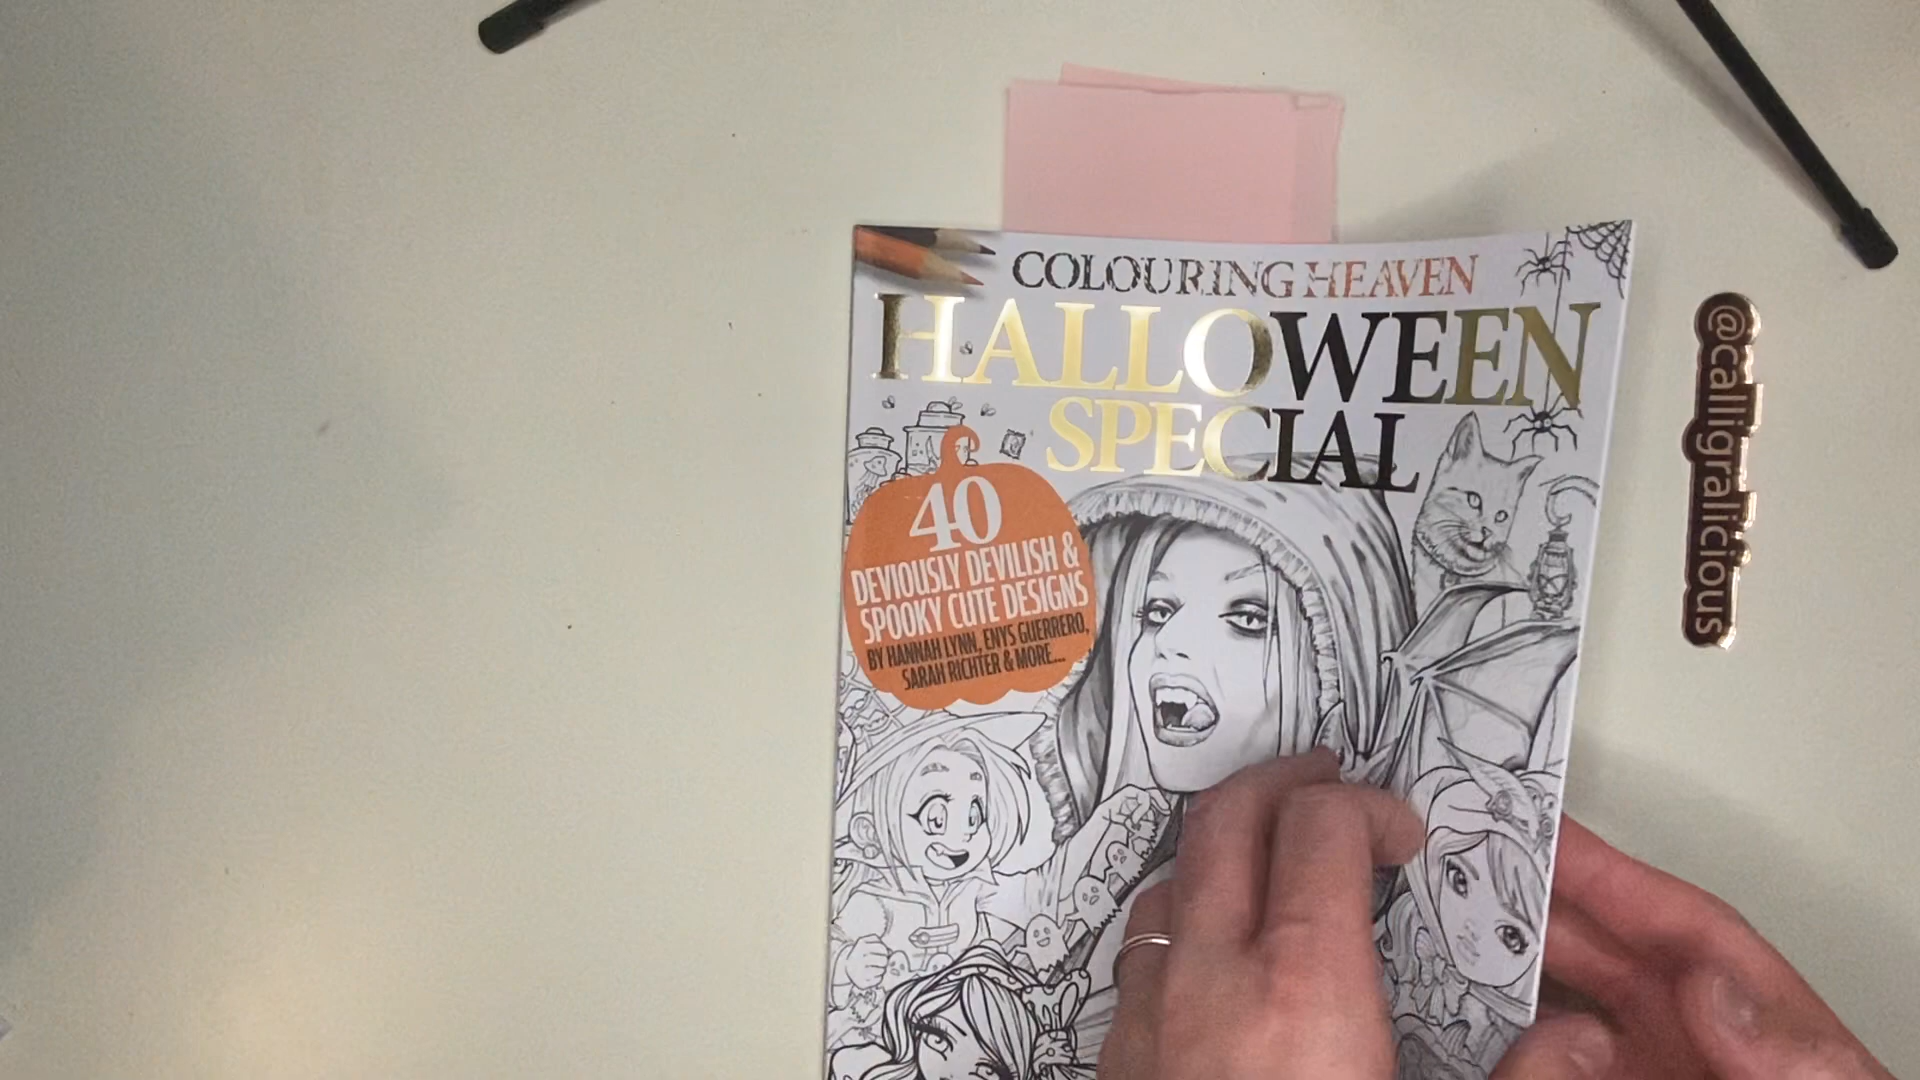 COLOURING HEAVEN
HALLOWEEN
SPECIAL
40
DEVIOUSLY DEVILISH &
SPOOKY CUTE DESIGNS
BY HANNAH LYNN, ENYS GUERRERO,
SARAH RICHTER & MORE....
@calligralicious